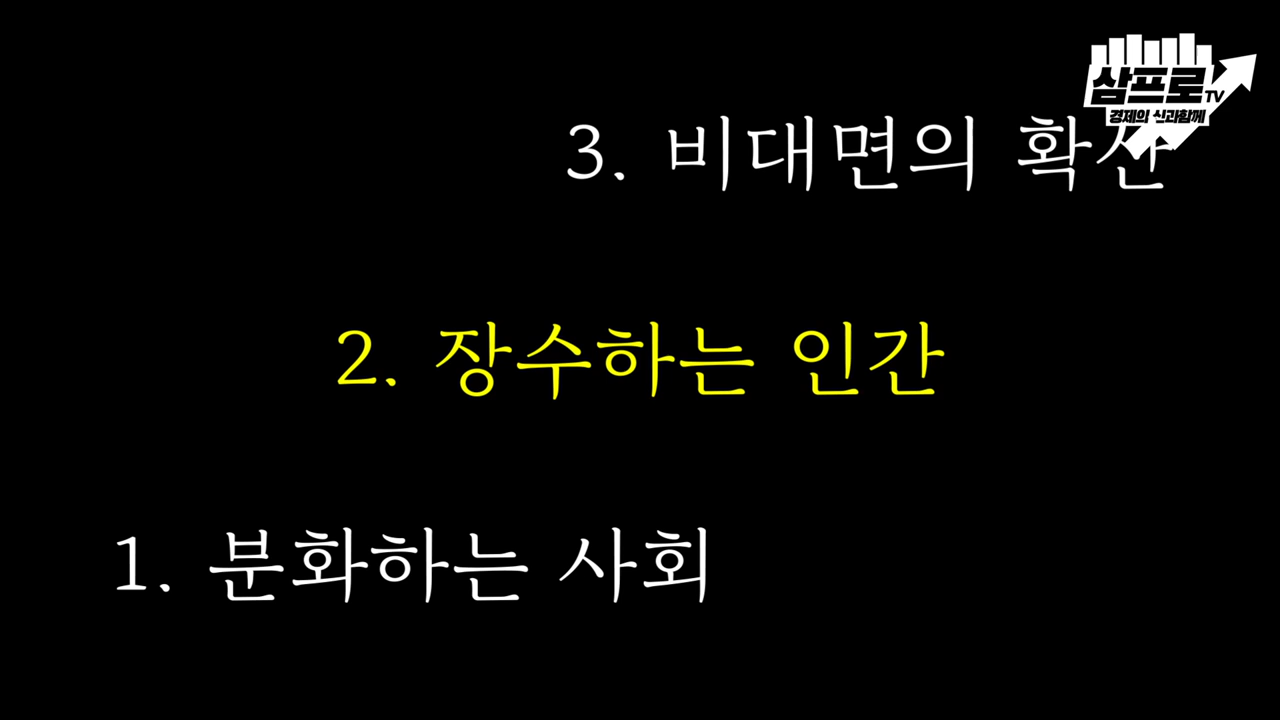 삼프로TV
경제의 신과함께
3. 비대면의 확산
2. 장수하는 인간
1. 분화하는 사회